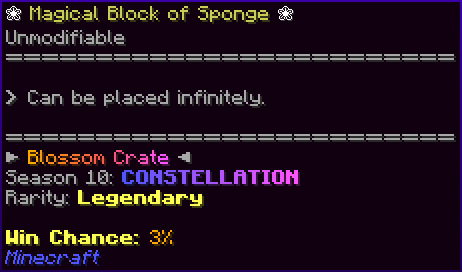 ❀ Magical Block of Sponge ❀
Unmodifiable
==================================
> Can be placed infinitely.
==================================
► Blossom Crate ◄
Season 10: CONSTELLATION
Rarity: Legendary
Win Chance: 3%
Minecraft